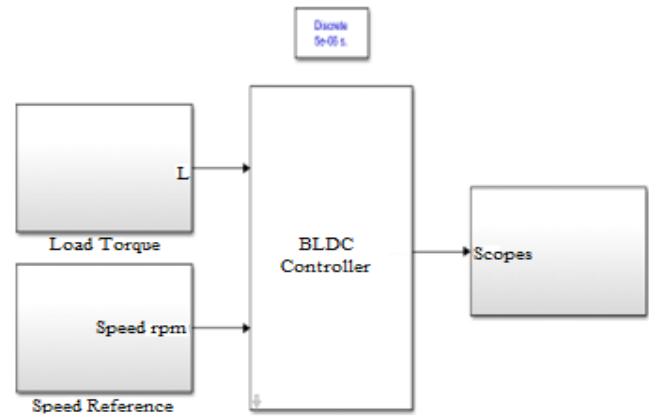 Discrete
5e-06 s.
L
Load Torque
BLDC
Controller
Scopes
Speed rpm
Speed Reference